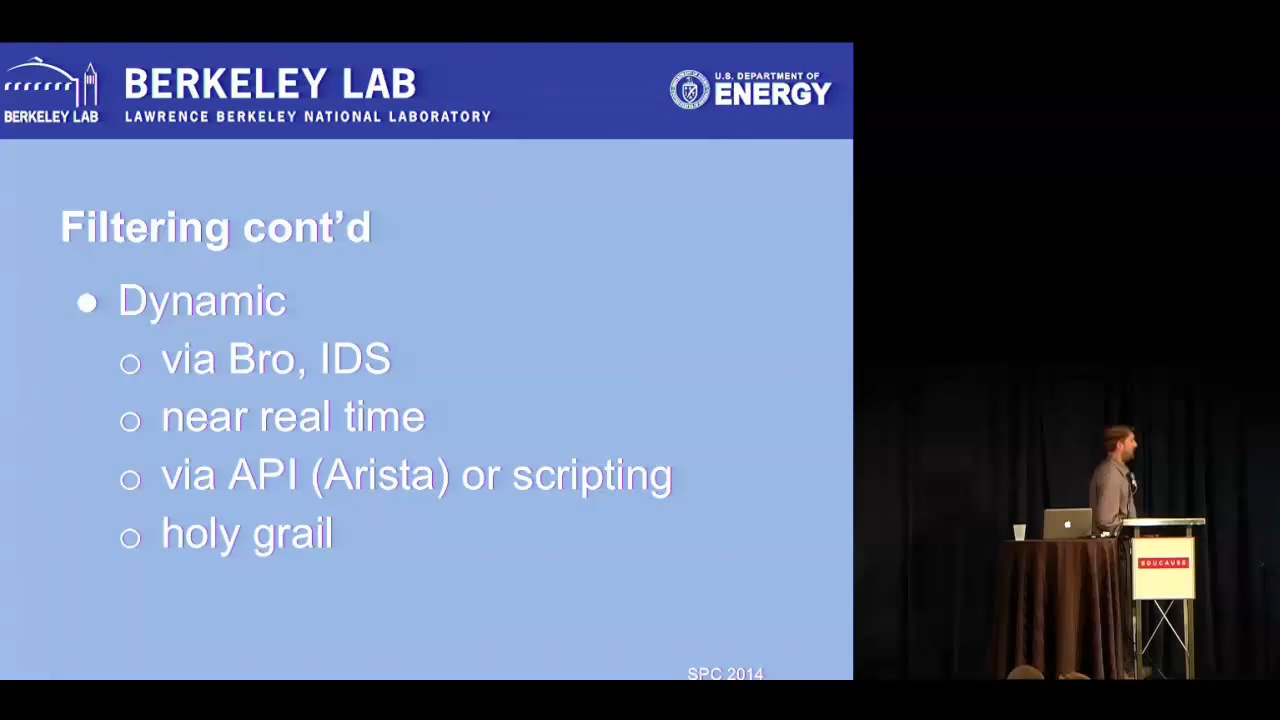 BERKELEY LAB
BERKELEY LAB
LAWRENCE BERKELEY NATIONAL LABORATORY
U.S. DEPARTMENT OF
ENERGY
Filtering cont’d
● Dynamic
o via Bro, IDS
o near real time
o via API (Arista) or scripting
o holy grail
SPC 2014
EDUCAUSE